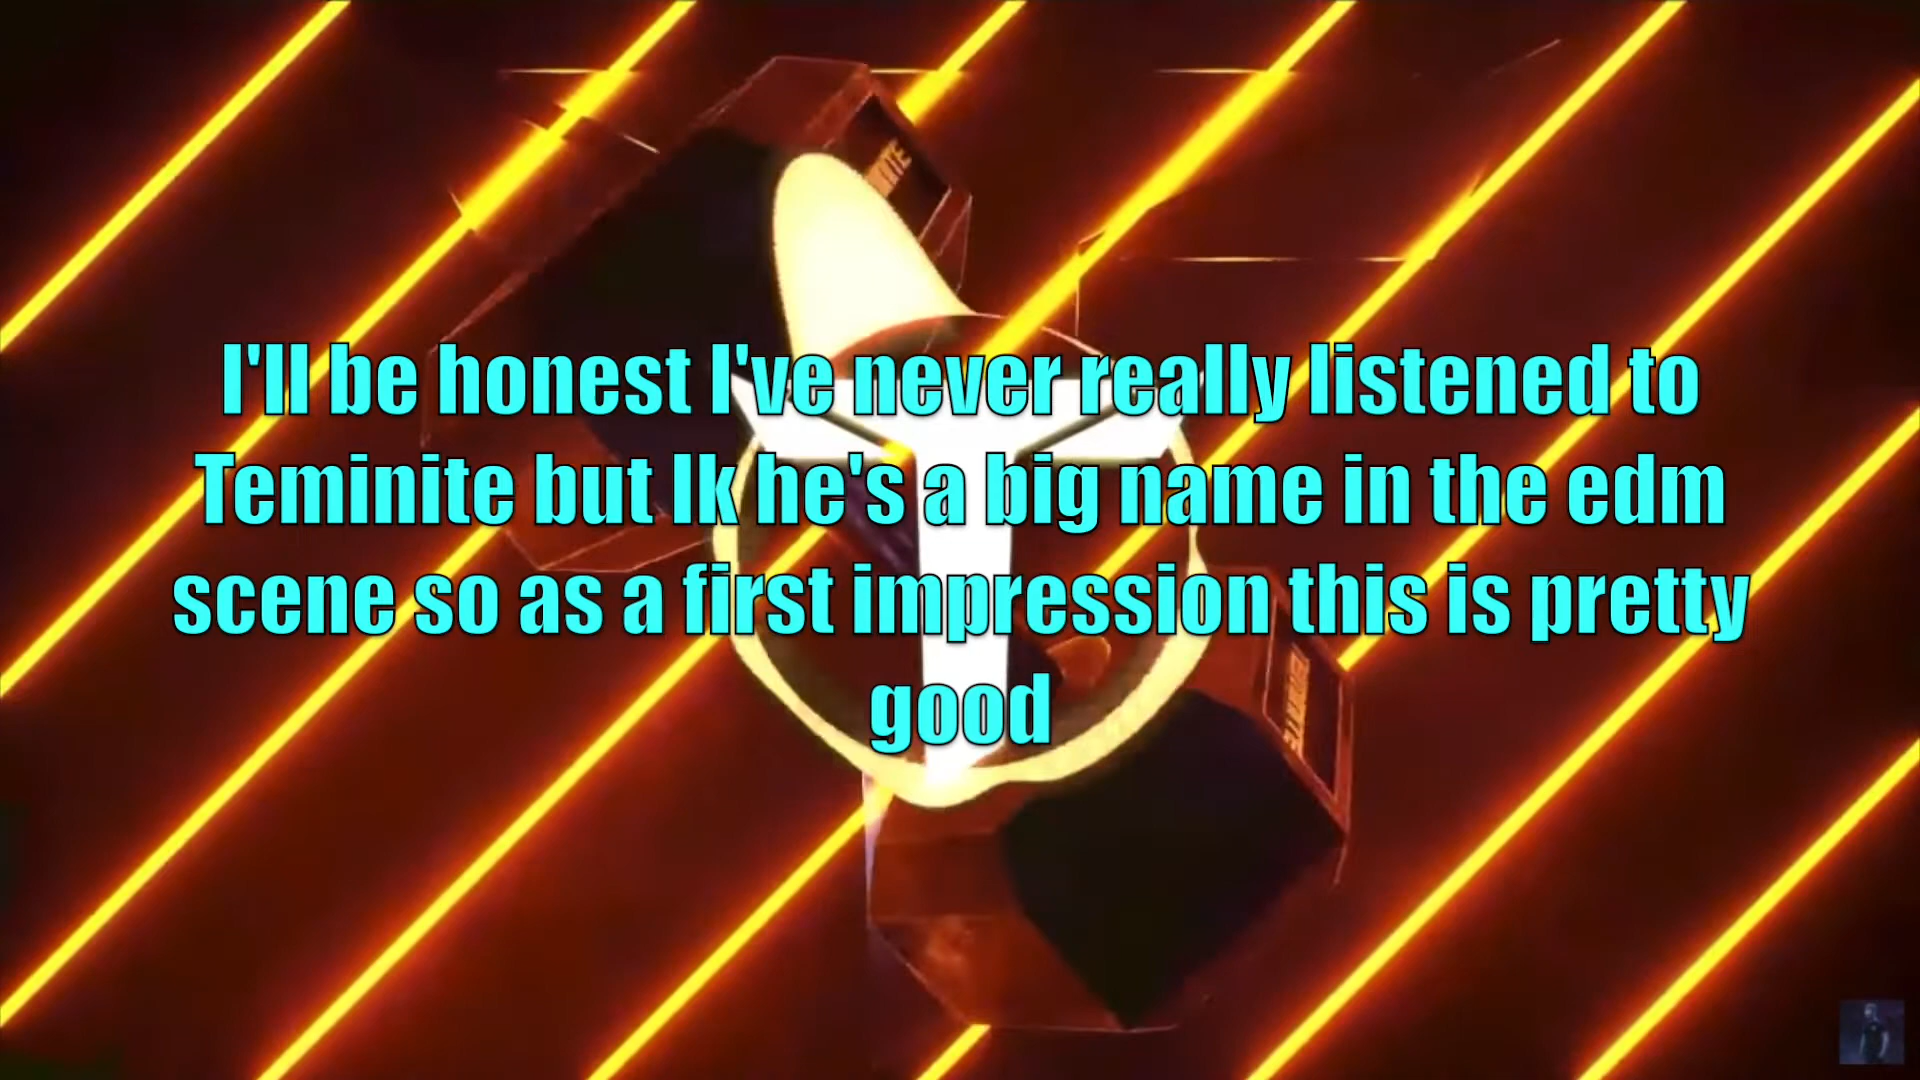 I'll be honest I've never really listened to
Teminite but Ik he's a big name in the edm
scene so as a first impression this is pretty
good